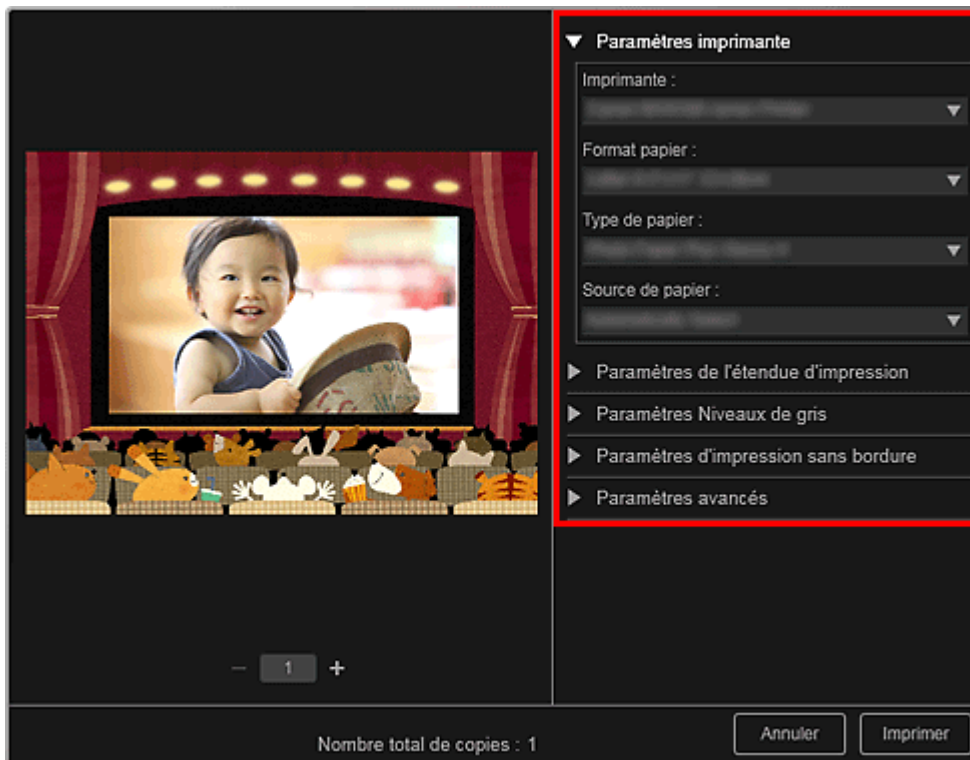 Paramètres imprimante
Imprimante :
Format papier :
Type de papier :
Source de papier :
Paramètres de l'étendue d'impression
Paramètres Niveaux de gris
Paramètres d'impression sans bordure
Paramètres avancés
1
Nombre total de copies : 1
Annuler
Imprimer